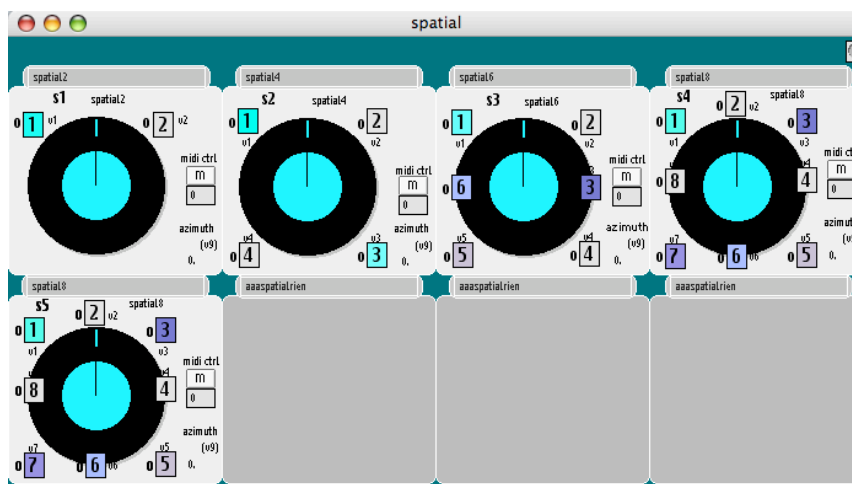 spatial
spatial2 spatial4 spatial6 spatial8
s1 spatial2 s2 spatial4 s3 spatial6 s4 spatial8
0 1 v1 0 2 v2 0 1 v1 0 2 v2 0 1 v1 0 2 v2 0 1 v1 0 2 v2 0 3 v3
midi ctrl midi ctrl midi ctrl midi ctrl
m m m m
0 0 0 0
0 6 3 0 8 4
azimuth azimuth azimuth azimuth
(v9) (v9) (v9) (v9)
0. 0. 0. 0.
v4 0 4 v3 0 3 v5 0 5 v4 0 4 v7 0 7 0 6 v6 v5 0 5
spatial8 aaaspatialrien aaaspatialrien aaaspatialrien
s5 spatial8
0 1 v1 0 2 v2 0 3 v3
midi ctrl
m
0
0 8 v4 4
azimuth
(v9)
0.
v7 0 7 0 6 v6 v5 0 5